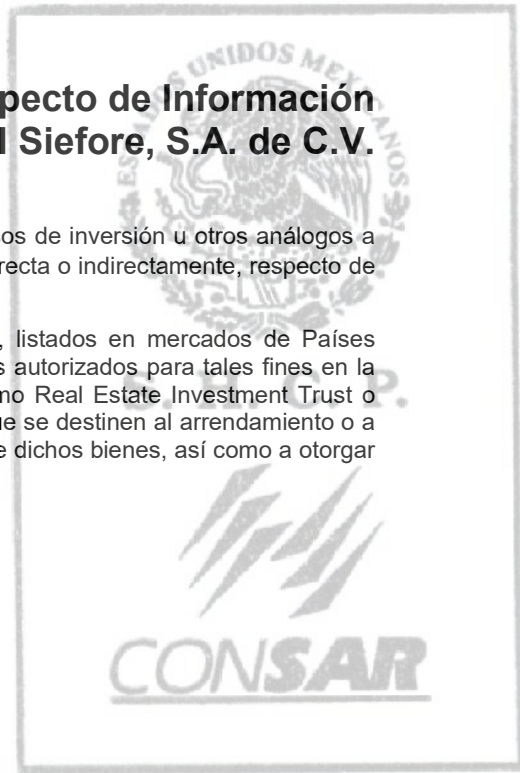 ESTADOS UNIDOS MEXICANOS
pecto de Información
Siefore, S.A. de C.V.
os de inversión u otros análogos a
recta o indirectamente, respecto de
, listados en mercados de Países
s autorizados para tales fines en la
mo Real Estate Investment Trust o
ue se destinen al arrendamiento o a
e dichos bienes, así como a otorgar
S. H. C. P.
CONSAR